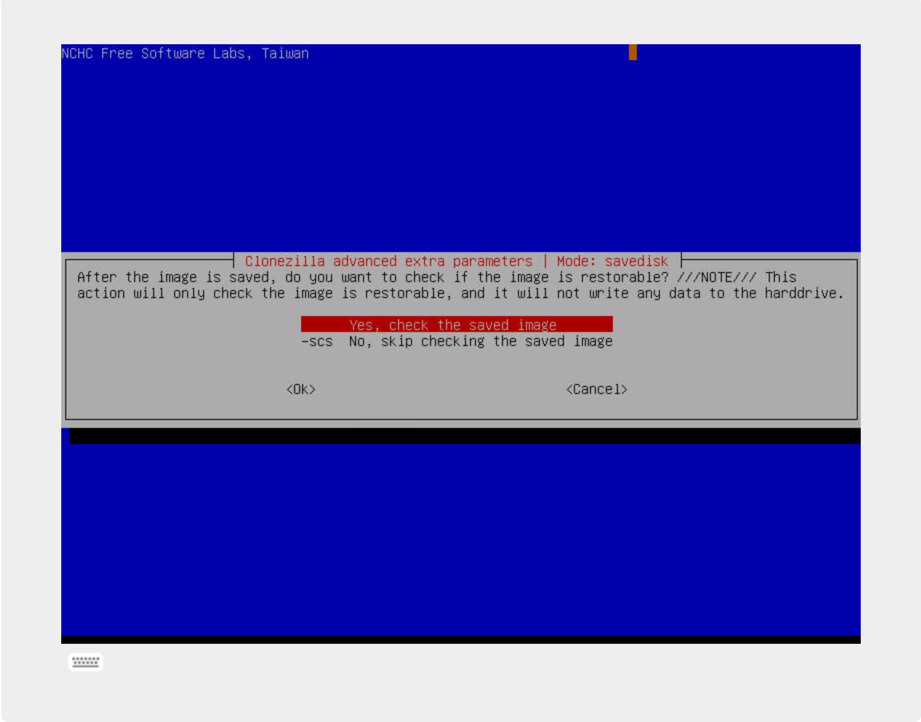 NCHC Free Software Labs, Taiwan
Clonezilla advanced extra parameters | Mode: savedisk
After the image is saved, do you want to check if the image is restorable? ///NOTE/// This
action will only check the image is restorable, and it will not write any data to the harddrive.
Yes, check the saved image
-scs No, skip checking the saved image
<Ok> <Cancel>